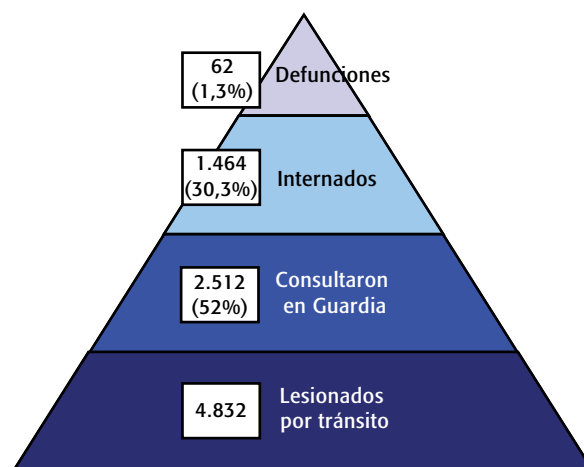 62
(1,3%)
Defunciones
1.464
(30,3%)
Internados
2.512
(52%)
Consultaron
en Guardia
4.832
Lesionados
por tránsito